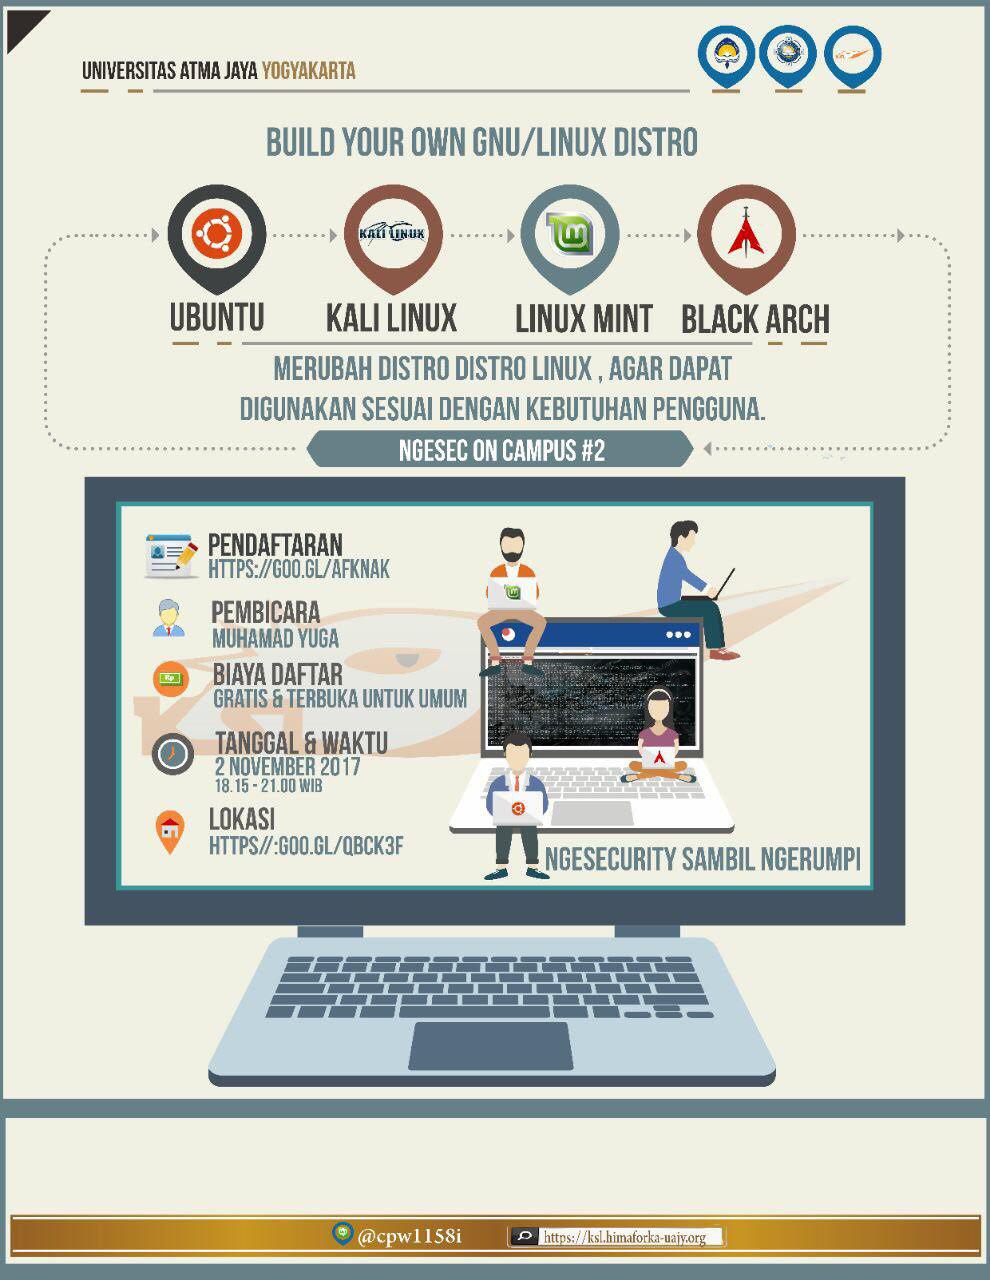 UNIVERSITAS ATMA JAYA YOGYAKARTA
BUILD YOUR OWN GNU/LINUX DISTRO
KALI LINUX
UBUNTU
KALI LINUX
LINUX MINT
BLACK ARCH
MERUBAH DISTRO DISTRO LINUX , AGAR DAPAT
DIGUNAKAN SESUAI DENGAN KEBUTUHAN PENGGUNA.
NGESEC ON CAMPUS #2
PENDAFTARAN
HTTPS://GOO.GL/AFKNAK
PEMBICARA
MUHAMAD YUGA
BIAYA DAFTAR
Rp
GRATIS & TERBUKA UNTUK UMUM
KSL
TANGGAL & WAKTU
2 NOVEMBER 2017
18.15 - 21.00 WIB
LOKASI
HTTPS//:GOO.GL/QBCK3F
NGESECURITY SAMBIL NGERUMPI
@cpw1158i
https://ksl.himaforka-uajy.org